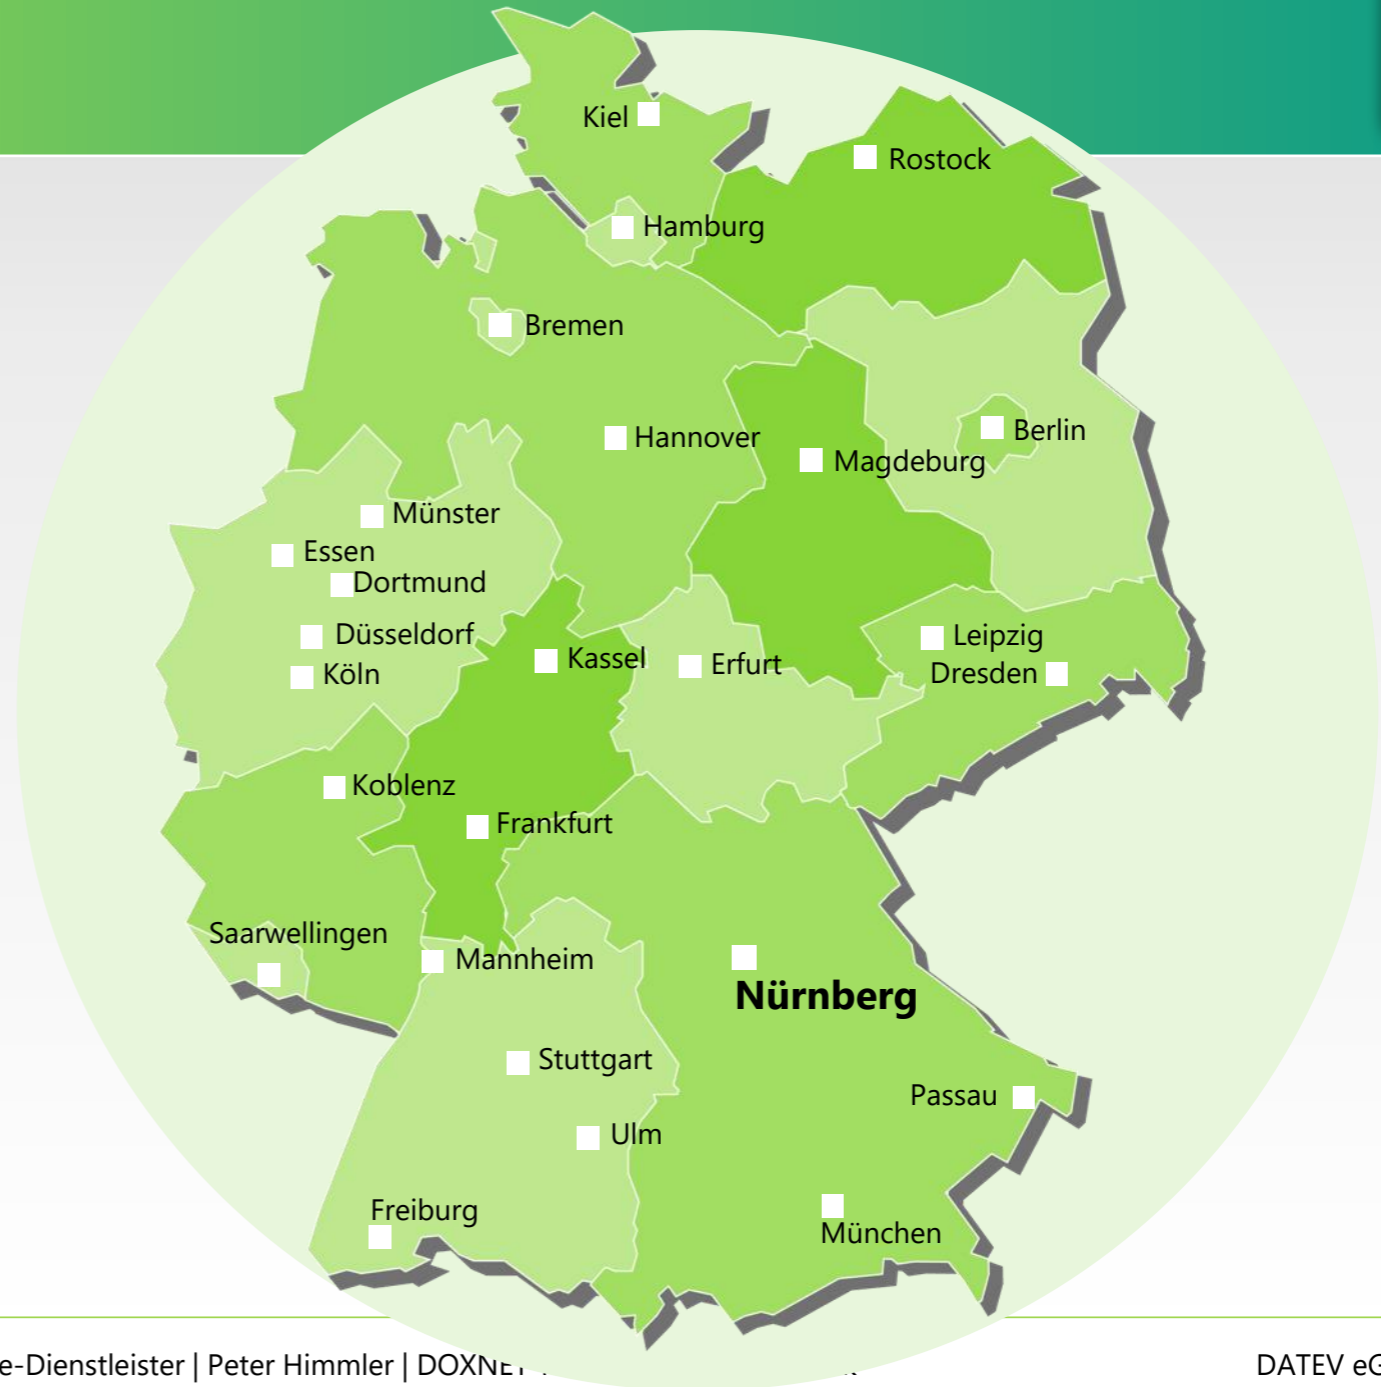 Kiel
Rostock
Hamburg
Bremen
Hannover
Berlin
Magdeburg
Münster
Essen
Dortmund
Düsseldorf
Leipzig
Kassel
Erfurt
Köln
Dresden
Koblenz
Frankfurt
Saarwellingen
Mannheim
Nürnberg
Stuttgart
Passau
Ulm
Freiburg
München
e-Dienstleister | Peter Himmler | DOXNET
DATEV eG